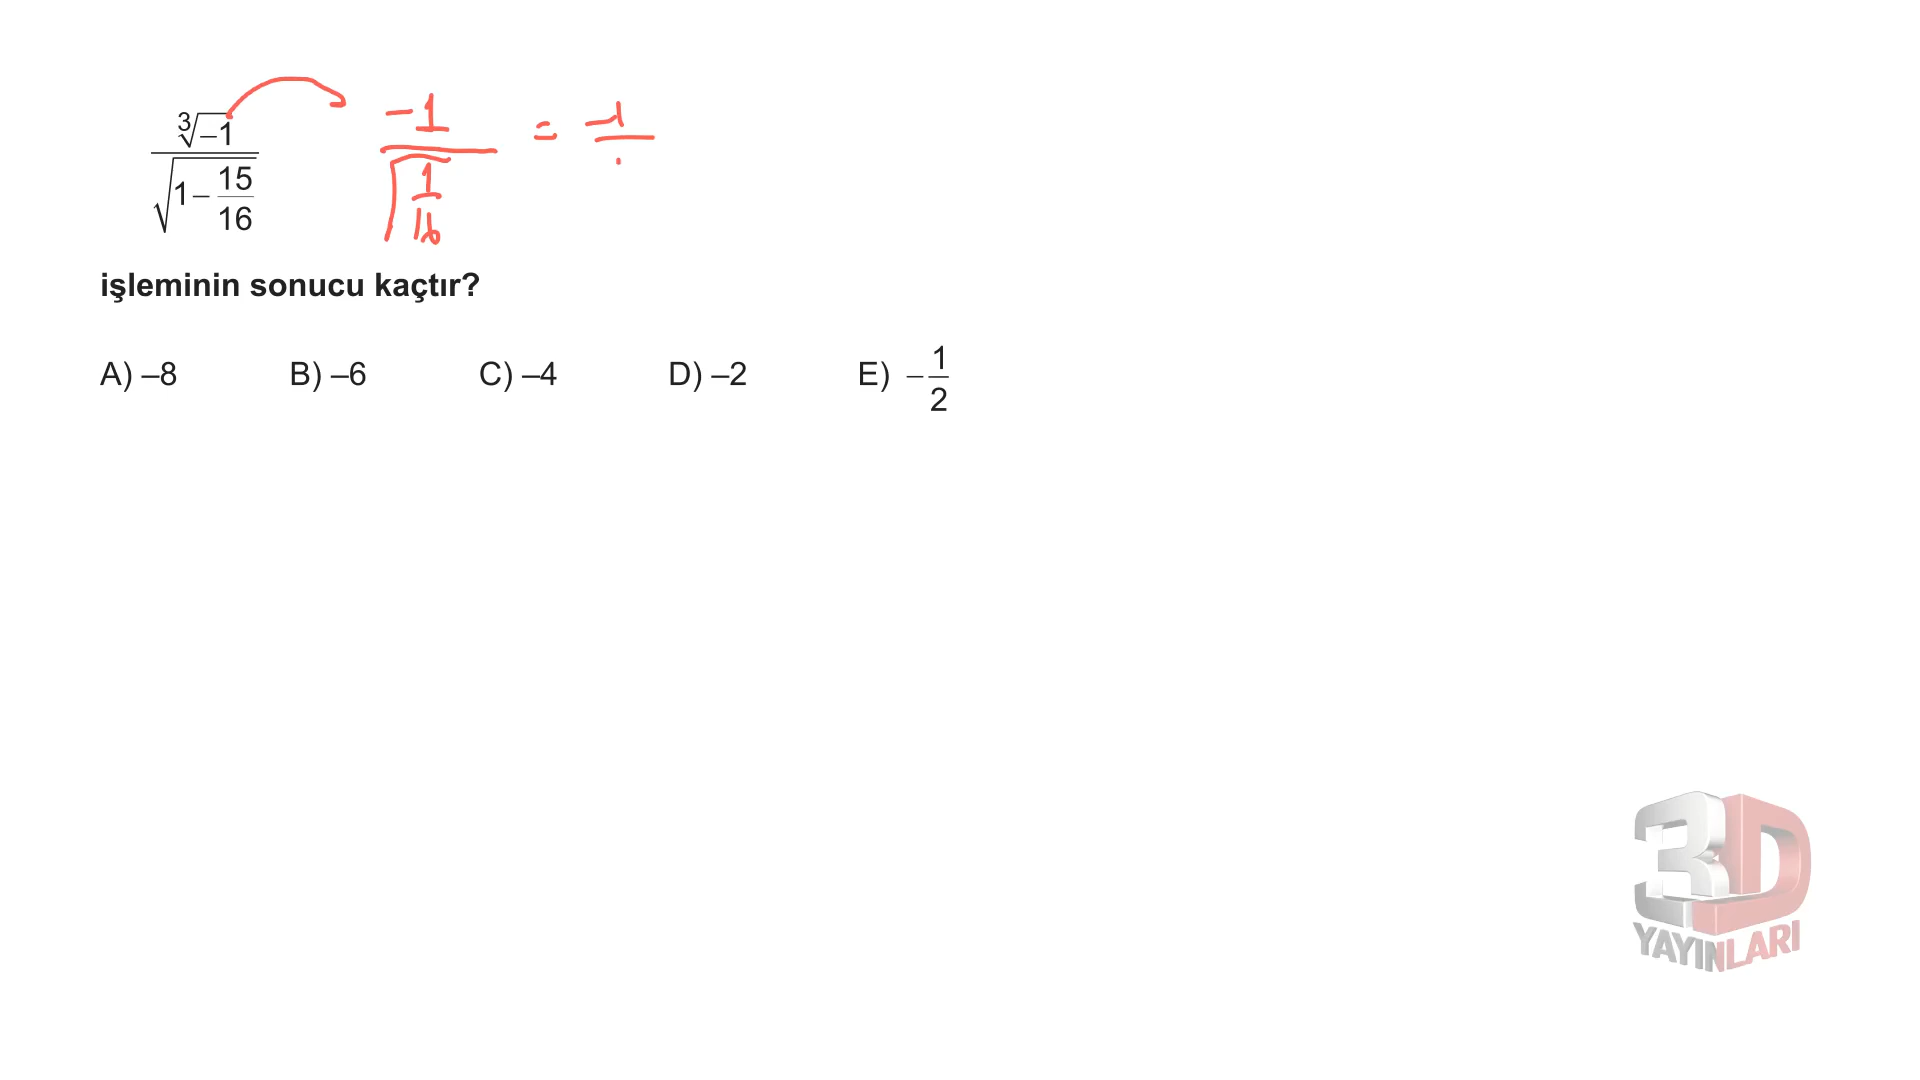 ∛−1 / √(1 − 15/16)
−1 / √(1/16) = −1 /
işleminin sonucu kaçtır?
A) –8 B) –6 C) –4 D) –2 E) −1/2
3D
YAYINLARI